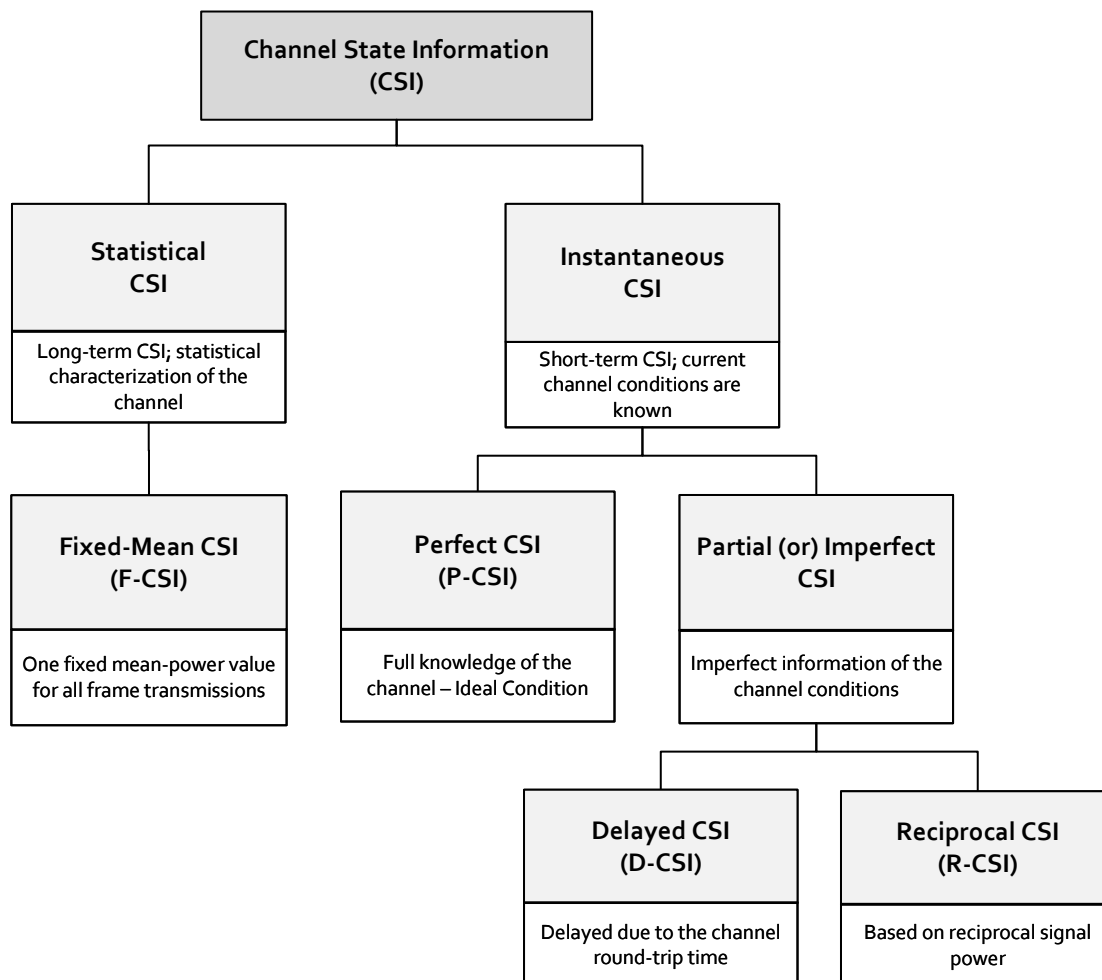 Channel State Information
(CSI)
Statistical
CSI
Long-term CSI; statistical
characterization of the
channel
Instantaneous
CSI
Short-term CSI; current
channel conditions are
known
Fixed-Mean CSI
(F-CSI)
One fixed mean-power value
for all frame transmissions
Perfect CSI
(P-CSI)
Full knowledge of the
channel – Ideal Condition
Partial (or) Imperfect
CSI
Imperfect information of the
channel conditions
Delayed CSI
(D-CSI)
Delayed due to the channel
round-trip time
Reciprocal CSI
(R-CSI)
Based on reciprocal signal
power